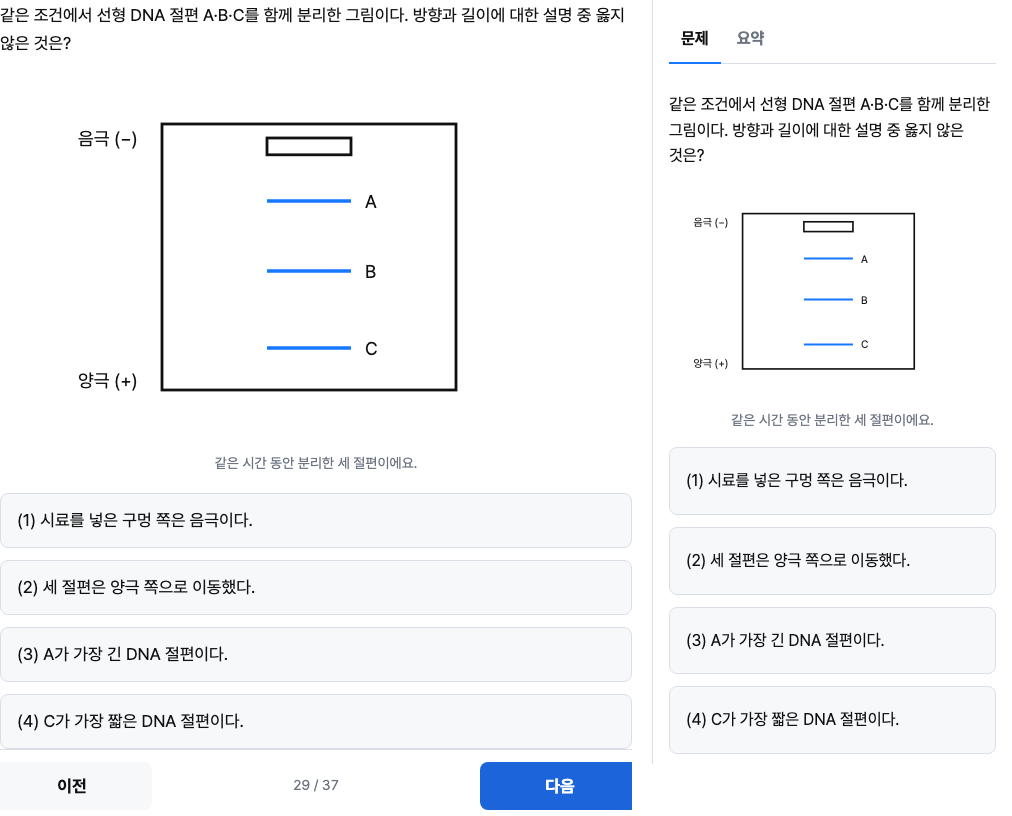 같은 조건에서 선형 DNA 절편 A·B·C를 함께 분리한 그림이다. 방향과 길이에 대한 설명 중 옳지
않은 것은?
음극 (−)
A
B
C
양극 (+)
같은 시간 동안 분리한 세 절편이에요.
(1) 시료를 넣은 구멍 쪽은 음극이다.
(2) 세 절편은 양극 쪽으로 이동했다.
(3) A가 가장 긴 DNA 절편이다.
(4) C가 가장 짧은 DNA 절편이다.
이전
29 / 37
다음
문제 요약
같은 조건에서 선형 DNA 절편 A·B·C를 함께 분리한
그림이다. 방향과 길이에 대한 설명 중 옳지 않은
것은?
음극 (−)
A
B
C
양극 (+)
같은 시간 동안 분리한 세 절편이에요.
(1) 시료를 넣은 구멍 쪽은 음극이다.
(2) 세 절편은 양극 쪽으로 이동했다.
(3) A가 가장 긴 DNA 절편이다.
(4) C가 가장 짧은 DNA 절편이다.